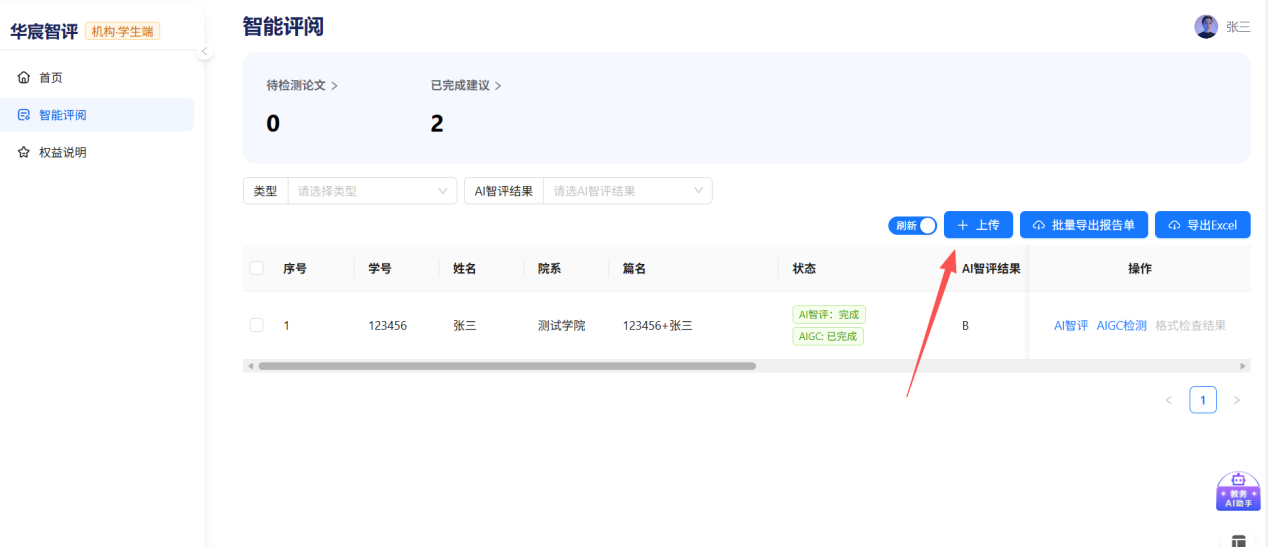 华宸智评 机构·学生端
智能评阅
张三
首页
智能评阅
权益说明
待检测论文 >
已完成建议 >
0
2
类型 请选择类型
AI智评结果 请选AI智评结果
刷新
+ 上传
批量导出报告单
导出Excel
序号 学号 姓名 院系 篇名 状态 AI智评结果 操作
1 123456 张三 测试学院 123456+张三 AI智评：完成 B AI智评 AIGC检测 格式检查结果
AIGC: 已完成
< 1 >
教务
AI助手